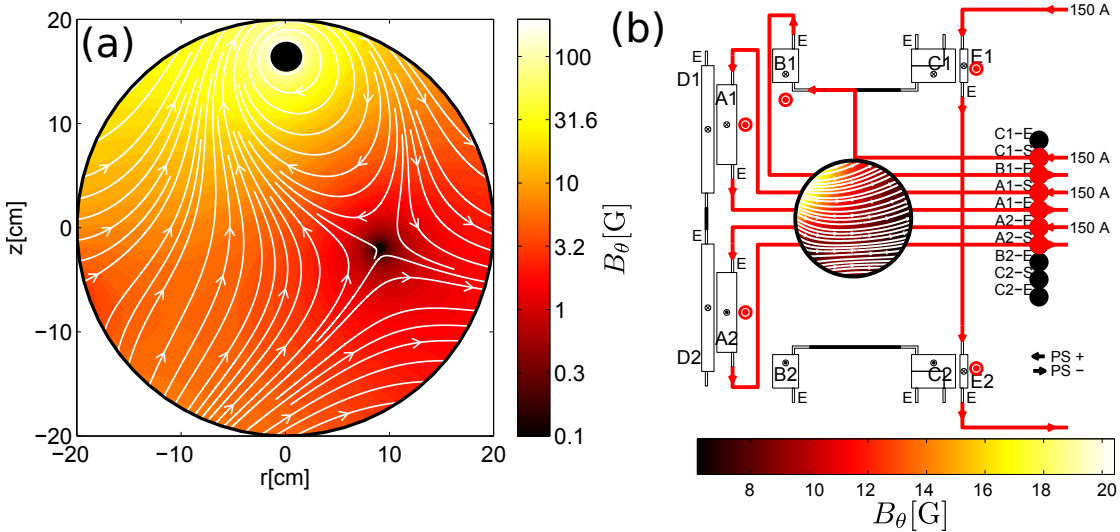 (a)
20
10
0
−10
−20
z[cm]
−20
−10
0
10
20
r[cm]
100
31.6
10
3.2
1
0.3
0.1
B_θ[G]
(b)
150 A
E
E
E
B1
C1
E1
E
D1
A1
E
E
C1−E
C1−S
150 A
B1−E
A1−S
150 A
A1−E
A2−E
150 A
A2−S
B2−E
C2−S
C2−E
E
E
A2
D2
E
B2
E
C2
E2
E
E
PS +
PS −
8
10
12
14
16
18
20
B_θ[G]